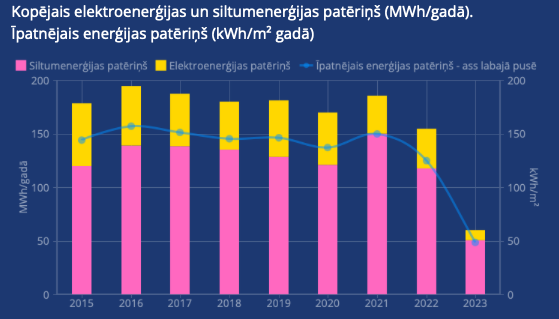 Kopējais elektroenerģijas un siltumenerģijas patēriņš (MWh/gadā).
Īpatnējais enerģijas patēriņš (kWh/m² gadā)
Siltumenerģijas patēriņš Elektroenerģijas patēriņš Īpatnējais enerģijas patēriņš - ass labajā pusē
200 200
150 150
100 100
50 50
0 0
MWh/gadā
kWh/m²
2015 2016 2017 2018 2019 2020 2021 2022 2023